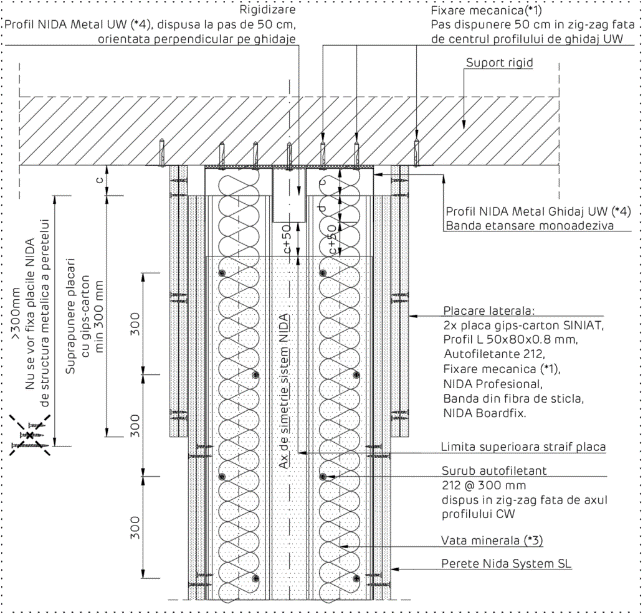 Rigidizare
Profil NIDA Metal UW (*4), dispusa la pas de 50 cm,
orientata perpendicular pe ghidaje
Fixare mecanica(*1)
Pas dispunere 50 cm in zig-zag fata
de centrul profilului de ghidaj UW
Suport rigid
c
c
d
c+50
c+50
Profil NIDA Metal Ghidaj UW (*4)
Banda etansare monoadeziva
>300mm
Nu se vor fixa placile NIDA
de structura metalica a peretelui
Suprapunere placari
cu gips-carton
min 300 mm
300
300
300
Ax de simetrie sistem NIDA
Placare laterala:
2x placa gips-carton SINIAT,
Profil L 50x80x0.8 mm,
Autofiletante 212,
Fixare mecanica (*1),
NIDA Profesional,
Banda din fibra de sticla,
NIDA Boardfix.
Limita superioara straif placa
Surub autofiletant
212 @ 300 mm
dispus in zig-zag fata de axul
profilului CW
Vata minerala (*3)
Perete Nida System SL